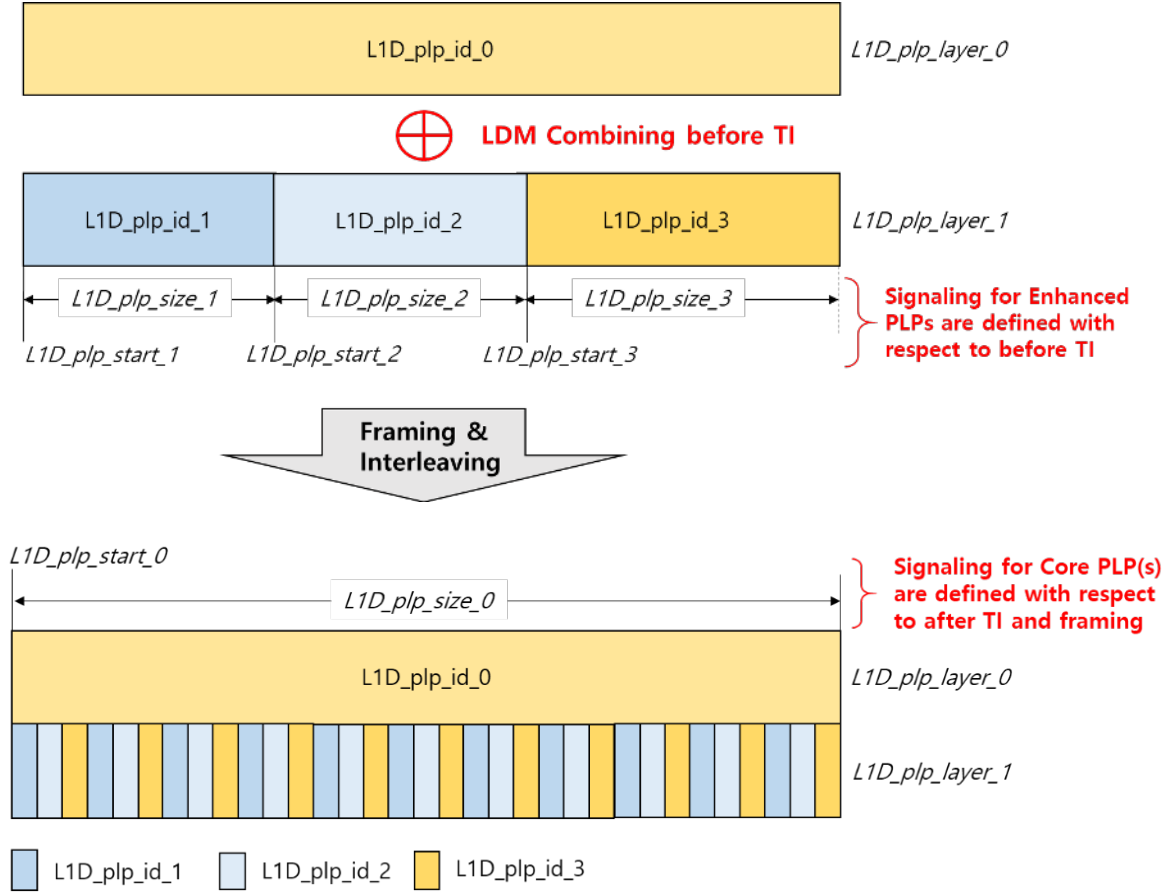 L1D_plp_id_0
L1D_plp_layer_0
LDM Combining before TI
L1D_plp_id_1
L1D_plp_id_2
L1D_plp_id_3
L1D_plp_layer_1
L1D_plp_size_1
L1D_plp_size_2
L1D_plp_size_3
Signaling for Enhanced
PLPs are defined with
respect to before TI
L1D_plp_start_1
L1D_plp_start_2
L1D_plp_start_3
Framing &
Interleaving
L1D_plp_start_0
L1D_plp_size_0
Signaling for Core PLP(s)
are defined with respect
to after TI and framing
L1D_plp_id_0
L1D_plp_layer_0
L1D_plp_layer_1
L1D_plp_id_1
L1D_plp_id_2
L1D_plp_id_3